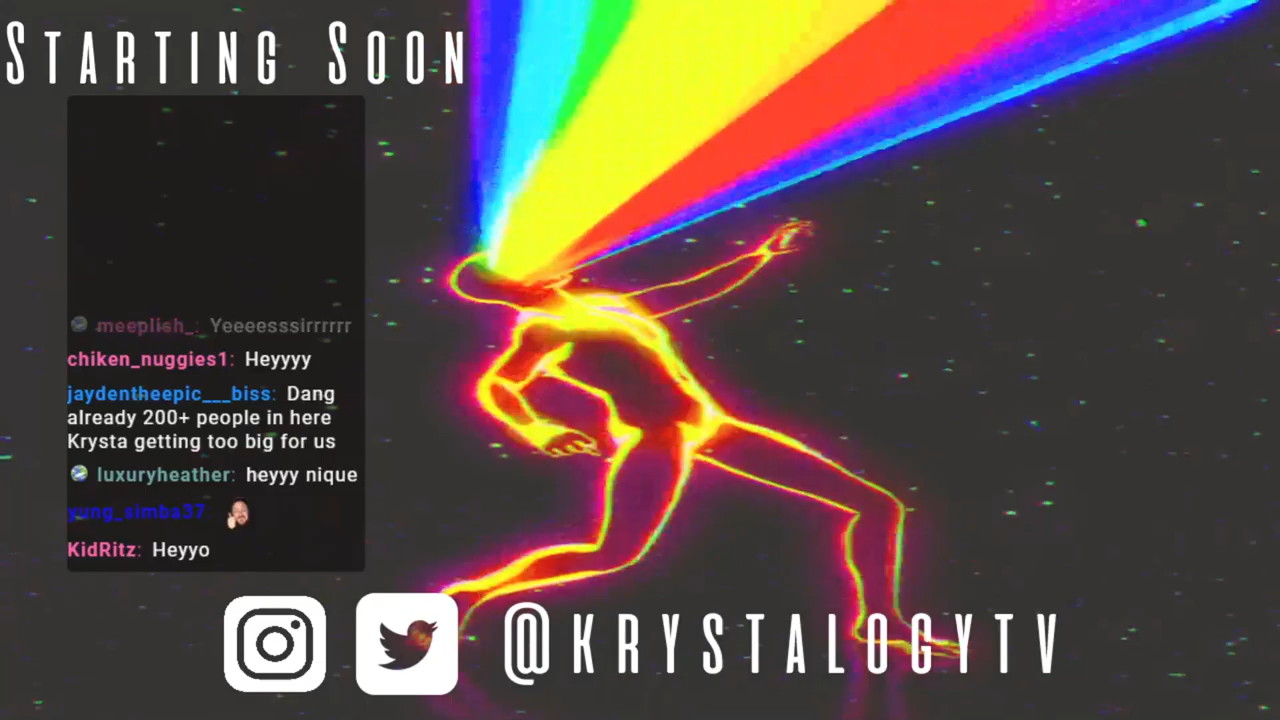 Starting Soon
meeplish_: Yeeeesssirrrrrr
chiken_nuggies1: Heyyyy
jaydentheepic___biss: Dang
already 200+ people in here
Krysta getting too big for us
luxuryheather: heyyy nique
yung_simba37:
KidRitz: Heyyo
@KRYSTALOGYTV